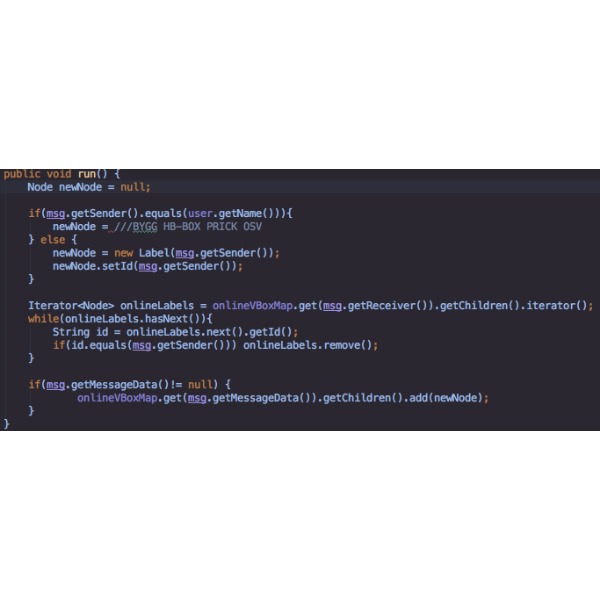 public void run() {
Node newNode = null;
if(msg.getSender().equals(user.getName())){
newNode = ///BYGG HB-BOX PRICK OSV
} else {
newNode = new Label(msg.getSender());
newNode.setId(msg.getSender());
}
Iterator<Node> onlineLabels = onlineVBoxMap.get(msg.getReceiver()).getChildren().iterator();
while(onlineLabels.hasNext()){
String id = onlineLabels.next().getId();
if(id.equals(msg.getSender())) onlineLabels.remove();
}
if(msg.getMessageData()!= null) {
onlineVBoxMap.get(msg.getMessageData()).getChildren().add(newNode);
}
}